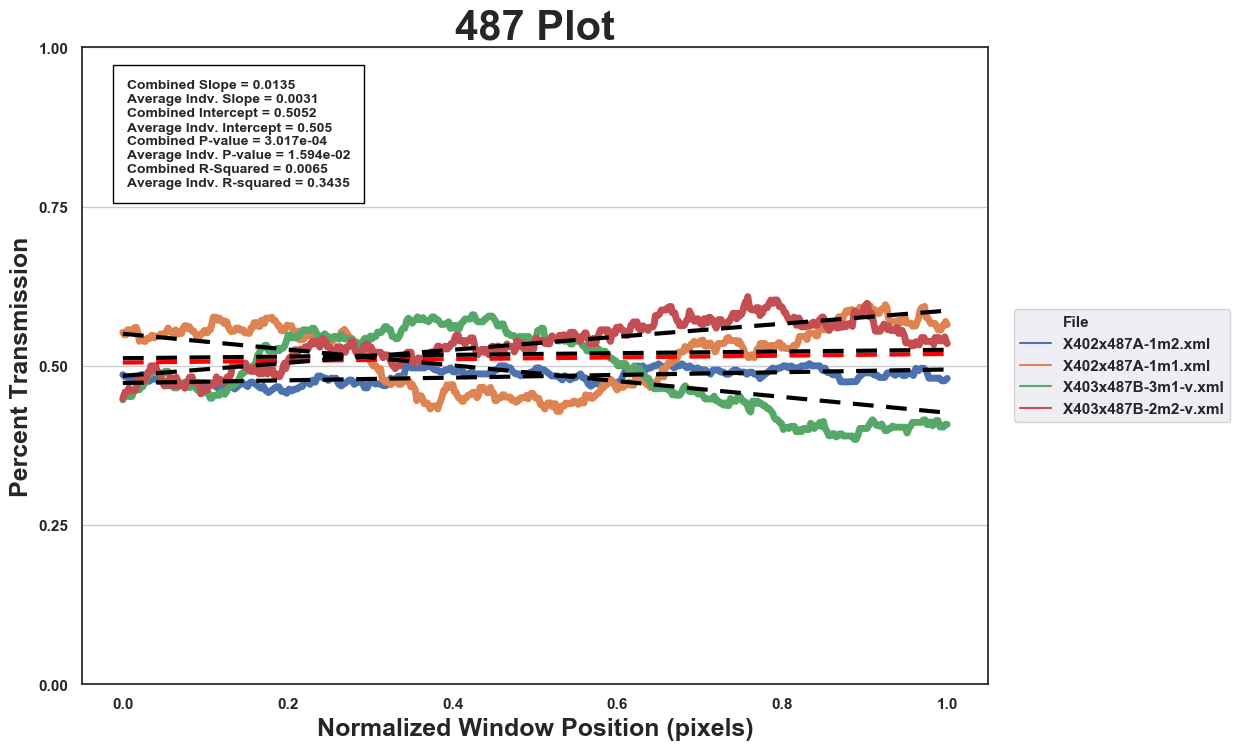 487 Plot
1.00
Combined Slope = 0.0135
Average Indv. Slope = 0.0031
Combined Intercept = 0.5052
Average Indv. Intercept = 0.505
Combined P-value = 3.017e-04
Average Indv. P-value = 1.594e-02
Combined R-Squared = 0.0065
Average Indv. R-squared = 0.3435
0.75
Percent Transmission
0.50
0.25
0.00
0.0 0.2 0.4 0.6 0.8 1.0
Normalized Window Position (pixels)
File
X402x487A-1m2.xml
X402x487A-1m1.xml
X403x487B-3m1-v.xml
X403x487B-2m2-v.xml